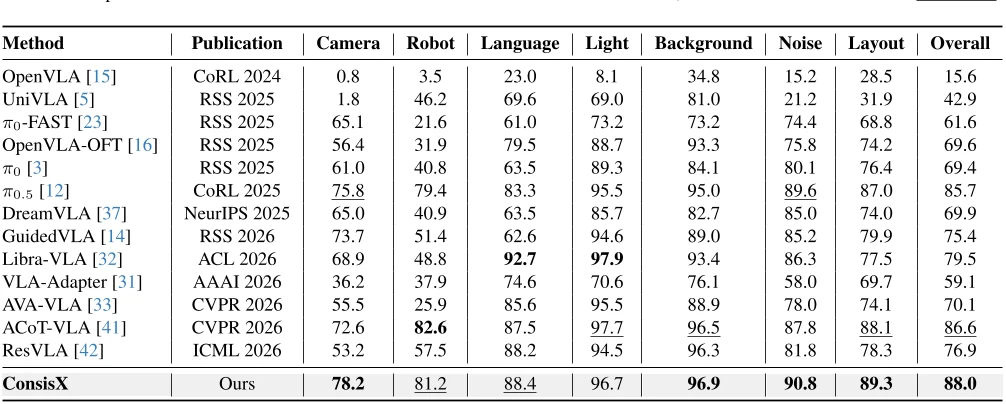 Method Publication Camera Robot Language Light Background Noise Layout Overall
OpenVLA [15] CoRL 2024 0.8 3.5 23.0 8.1 34.8 15.2 28.5 15.6
UniVLA [5] RSS 2025 1.8 46.2 69.6 69.0 81.0 21.2 31.9 42.9
π0-FAST [23] RSS 2025 65.1 21.6 61.0 73.2 73.2 74.4 68.8 61.6
OpenVLA-OFT [16] RSS 2025 56.4 31.9 79.5 88.7 93.3 75.8 74.2 69.6
π0 [3] RSS 2025 61.0 40.8 63.5 89.3 84.1 80.1 76.4 69.4
π0.5 [12] CoRL 2025 75.8 79.4 83.3 95.5 95.0 89.6 87.0 85.7
DreamVLA [37] NeurIPS 2025 65.0 40.9 63.5 85.7 82.7 85.0 74.0 69.9
GuidedVLA [14] RSS 2026 73.7 51.4 62.6 94.6 89.0 85.2 79.9 75.4
Libra-VLA [32] ACL 2026 68.9 48.8 92.7 97.9 93.4 86.3 77.5 79.5
VLA-Adapter [31] AAAI 2026 36.2 37.9 74.6 70.6 76.1 58.0 69.7 59.1
AVA-VLA [33] CVPR 2026 55.5 25.9 85.6 95.5 88.9 78.0 74.1 70.1
ACoT-VLA [41] CVPR 2026 72.6 82.6 87.5 97.7 96.5 87.8 88.1 86.6
ResVLA [42] ICML 2026 53.2 57.5 88.2 94.5 96.3 81.8 78.3 76.9
ConsisX Ours 78.2 81.2 88.4 96.7 96.9 90.8 89.3 88.0